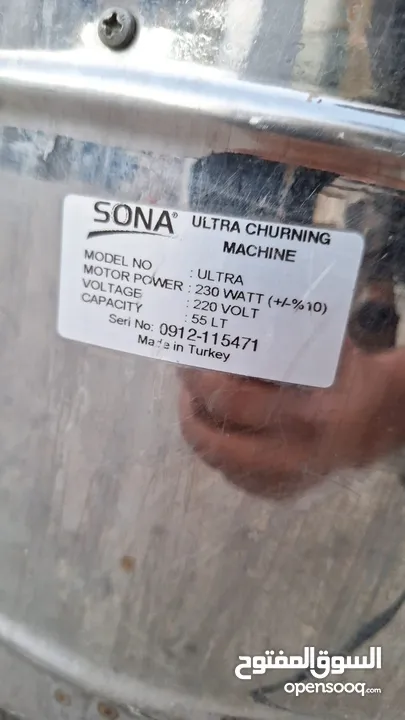 SONA® ULTRA CHURNING
MACHINE
MODEL NO : ULTRA
MOTOR POWER : 230 WATT (+/-%10)
VOLTAGE : 220 VOLT
CAPACITY : 55 LT
Seri No: 0912-115471
Made in Turkey
السوق المفتوح
opensooq.com